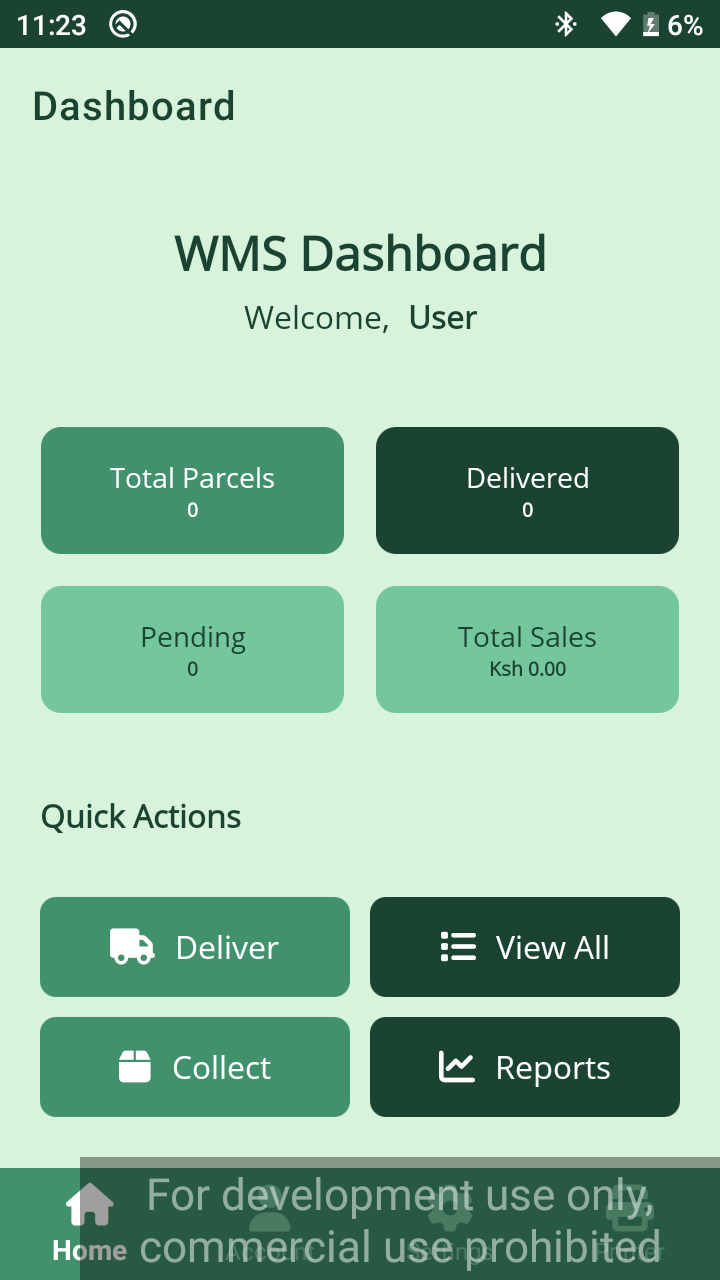 11:23 6%
Dashboard
WMS Dashboard
Welcome, User
Total Parcels
0
Delivered
0
Pending
0
Total Sales
Ksh 0.00
Quick Actions
Deliver
View All
Collect
Reports
For development use only,
commercial use prohibited
Home
Account
Settings
Printer